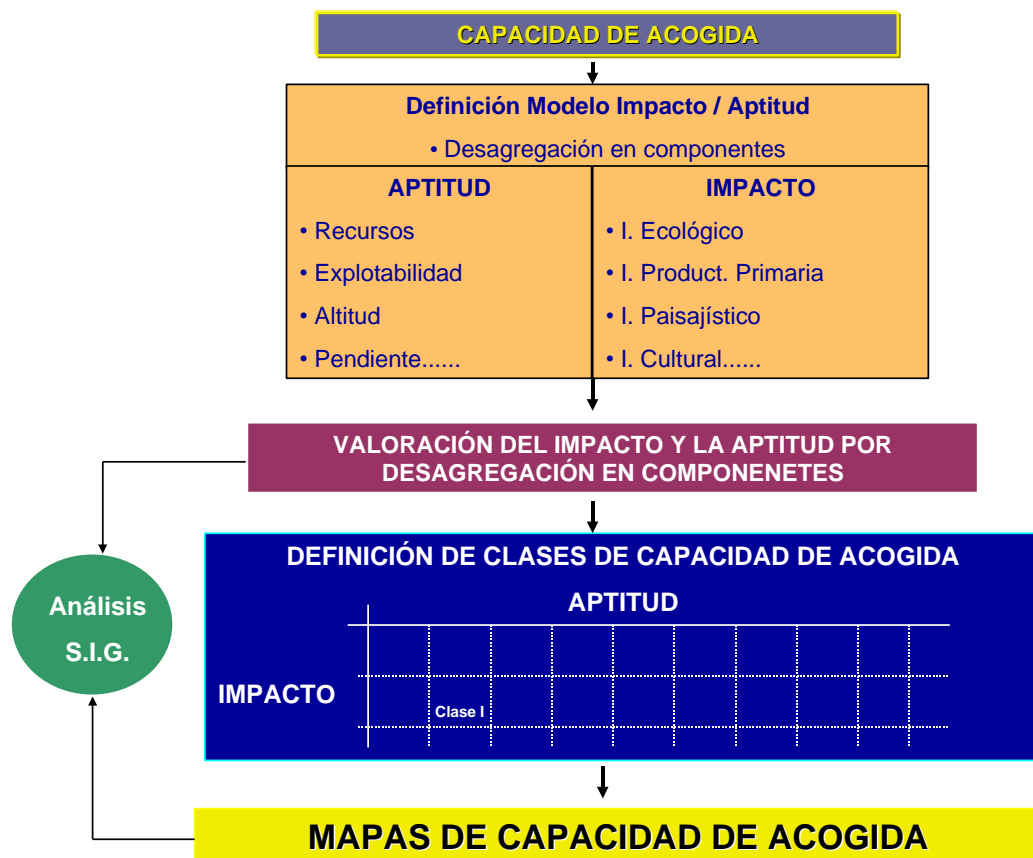 CAPACIDAD DE ACOGIDA
Definición Modelo Impacto / Aptitud
• Desagregación en componentes
APTITUD
• Recursos
• Explotabilidad
• Altitud
• Pendiente......
IMPACTO
• I. Ecológico
• I. Product. Primaria
• I. Paisajístico
• I. Cultural......
VALORACIÓN DEL IMPACTO Y LA APTITUD POR
DESAGREGACIÓN EN COMPONENETES
Análisis
S.I.G.
DEFINICIÓN DE CLASES DE CAPACIDAD DE ACOGIDA
APTITUD
IMPACTO
Clase I
MAPAS DE CAPACIDAD DE ACOGIDA